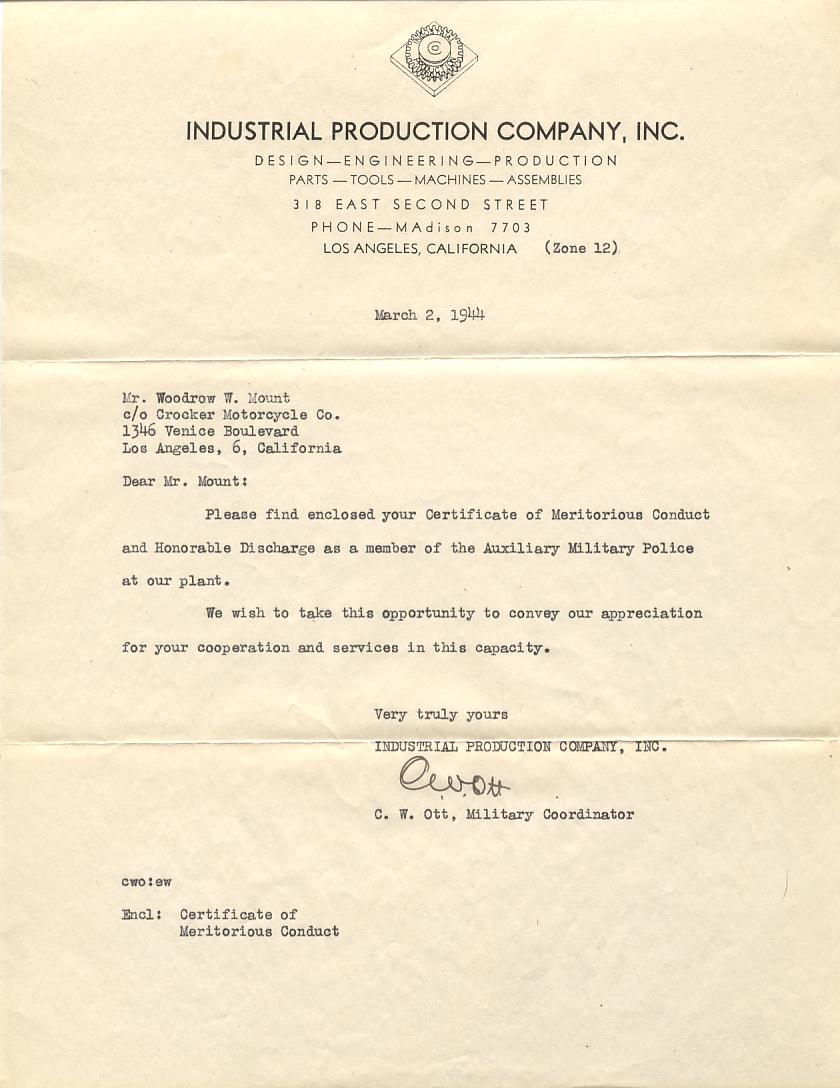 INDUSTRIAL PRODUCTION COMPANY, INC.
DESIGN—ENGINEERING—PRODUCTION
PARTS — TOOLS — MACHINES — ASSEMBLIES
318 EAST SECOND STREET
PHONE—MAdison 7703
LOS ANGELES, CALIFORNIA (Zone 12)
March 2, 1944
Mr. Woodrow W. Mount
c/o Crocker Motorcycle Co.
1346 Venice Boulevard
Los Angeles, 6, California
Dear Mr. Mount:
Please find enclosed your Certificate of Meritorious Conduct
and Honorable Discharge as a member of the Auxiliary Military Police
at our plant.
We wish to take this opportunity to convey our appreciation
for your cooperation and services in this capacity.
Very truly yours
INDUSTRIAL PRODUCTION COMPANY, INC.
CW Ott
C. W. Ott, Military Coordinator
cwo:ew
Encl: Certificate of
Meritorious Conduct